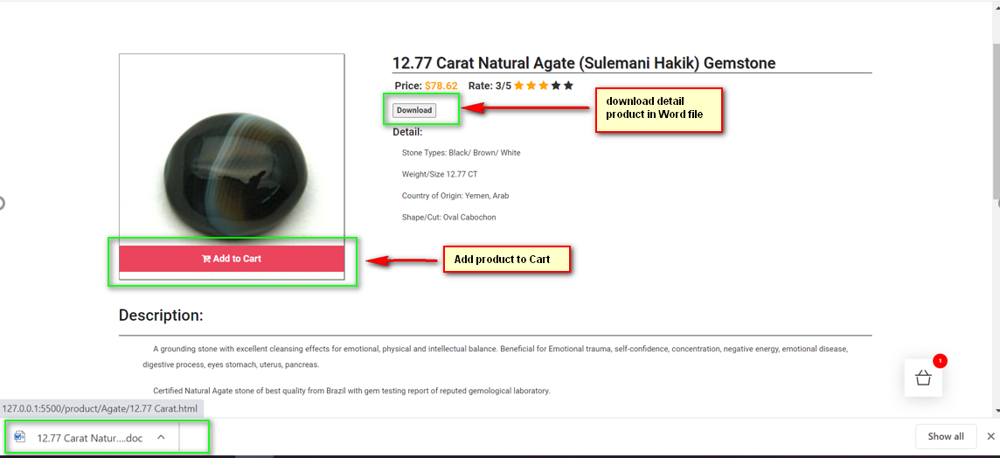 12.77 Carat Natural Agate (Sulemani Hakik) Gemstone
Price: $78.62 Rate: 3/5
Download
download detail
product in Word file
Detail:
Stone Types: Black/ Brown/ White
Weight/Size 12.77 CT
Country of Origin: Yemen, Arab
Shape/Cut: Oval Cabochon
Add to Cart
Add product to Cart
Description:
A grounding stone with excellent cleansing effects for emotional, physical and intellectual balance. Beneficial for Emotional trauma, self-confidence, concentration, negative energy, emotional disease,
digestive process, eyes stomach, uterus, pancreas.
Certified Natural Agate stone of best quality from Brazil with gem testing report of reputed gemological laboratory.
1
127.0.0.1:5500/product/Agate/12.77 Carat.html
12.77 Carat Natur....doc
Show all